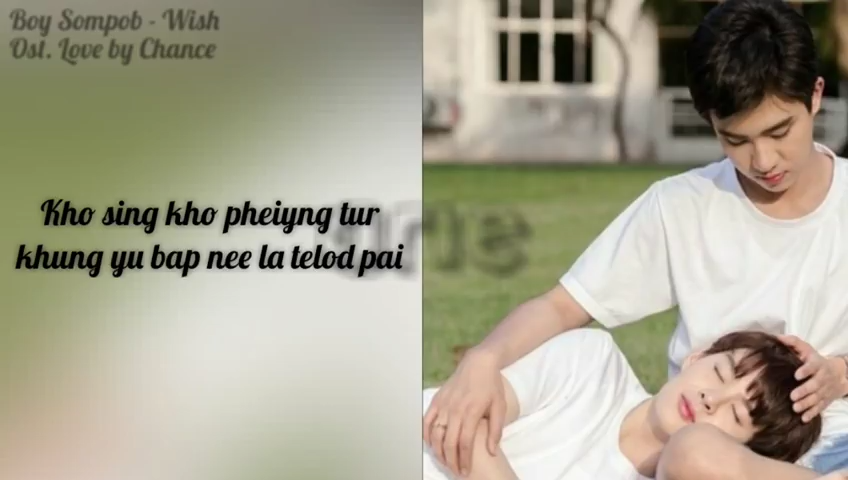 Boy Sompob - Wish
Ost. Love by Chance
Kho sing kho pheiyng tur
khung yu bap nee la telod pai